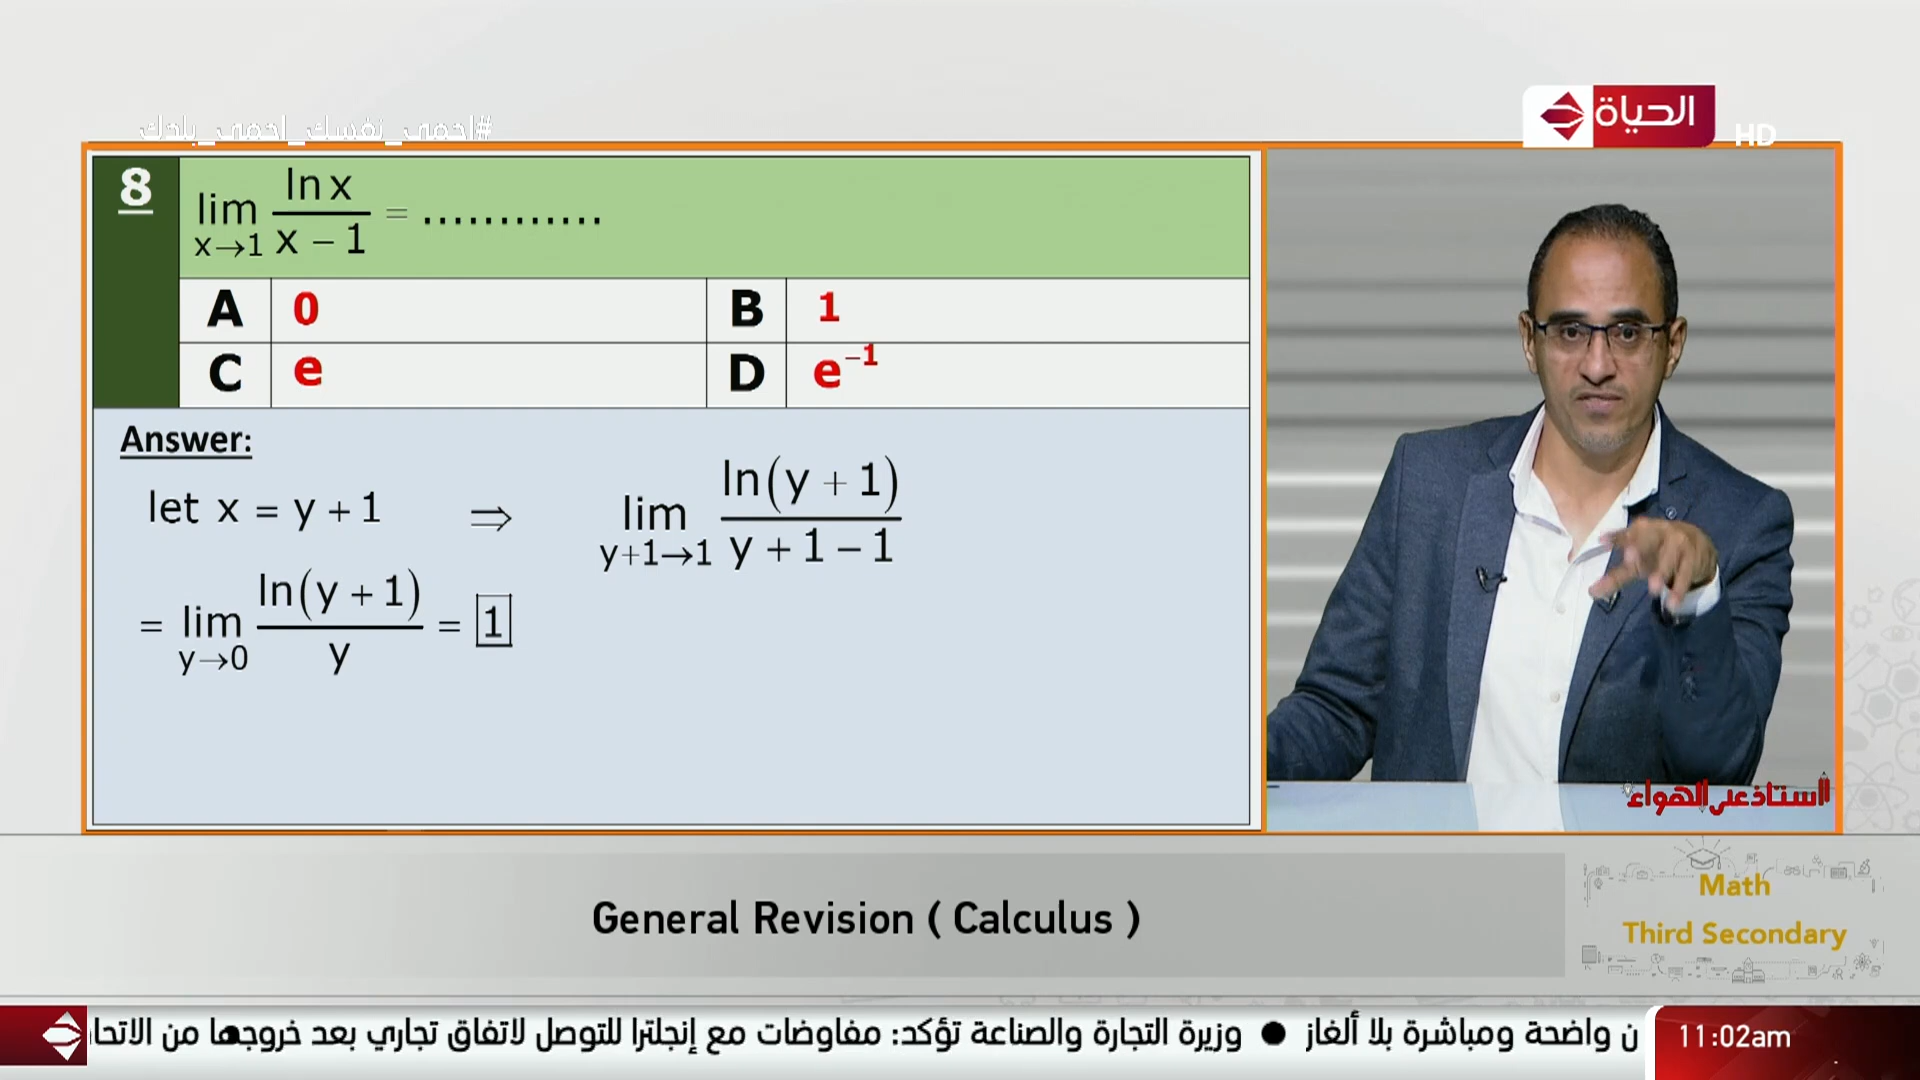 #احمي_نفسك_احمي_بلدك
الحياة
HD
8
lim x→1 ln x / x − 1 = ............
A 0 B 1
C e D e⁻¹
Answer:
let x = y + 1 ⇒ lim y+1→1 ln(y + 1) / y + 1 − 1
= lim y→0 ln(y + 1) / y = 1
أستاذ على الهواء
General Revision ( Calculus )
Math
Third Secondary
ن واضحة ومباشرة بلا ألغاز ● وزيرة التجارة والصناعة تؤكد: مفاوضات مع إنجلترا للتوصل لاتفاق تجاري بعد خروجها من الاتحا
11:02am